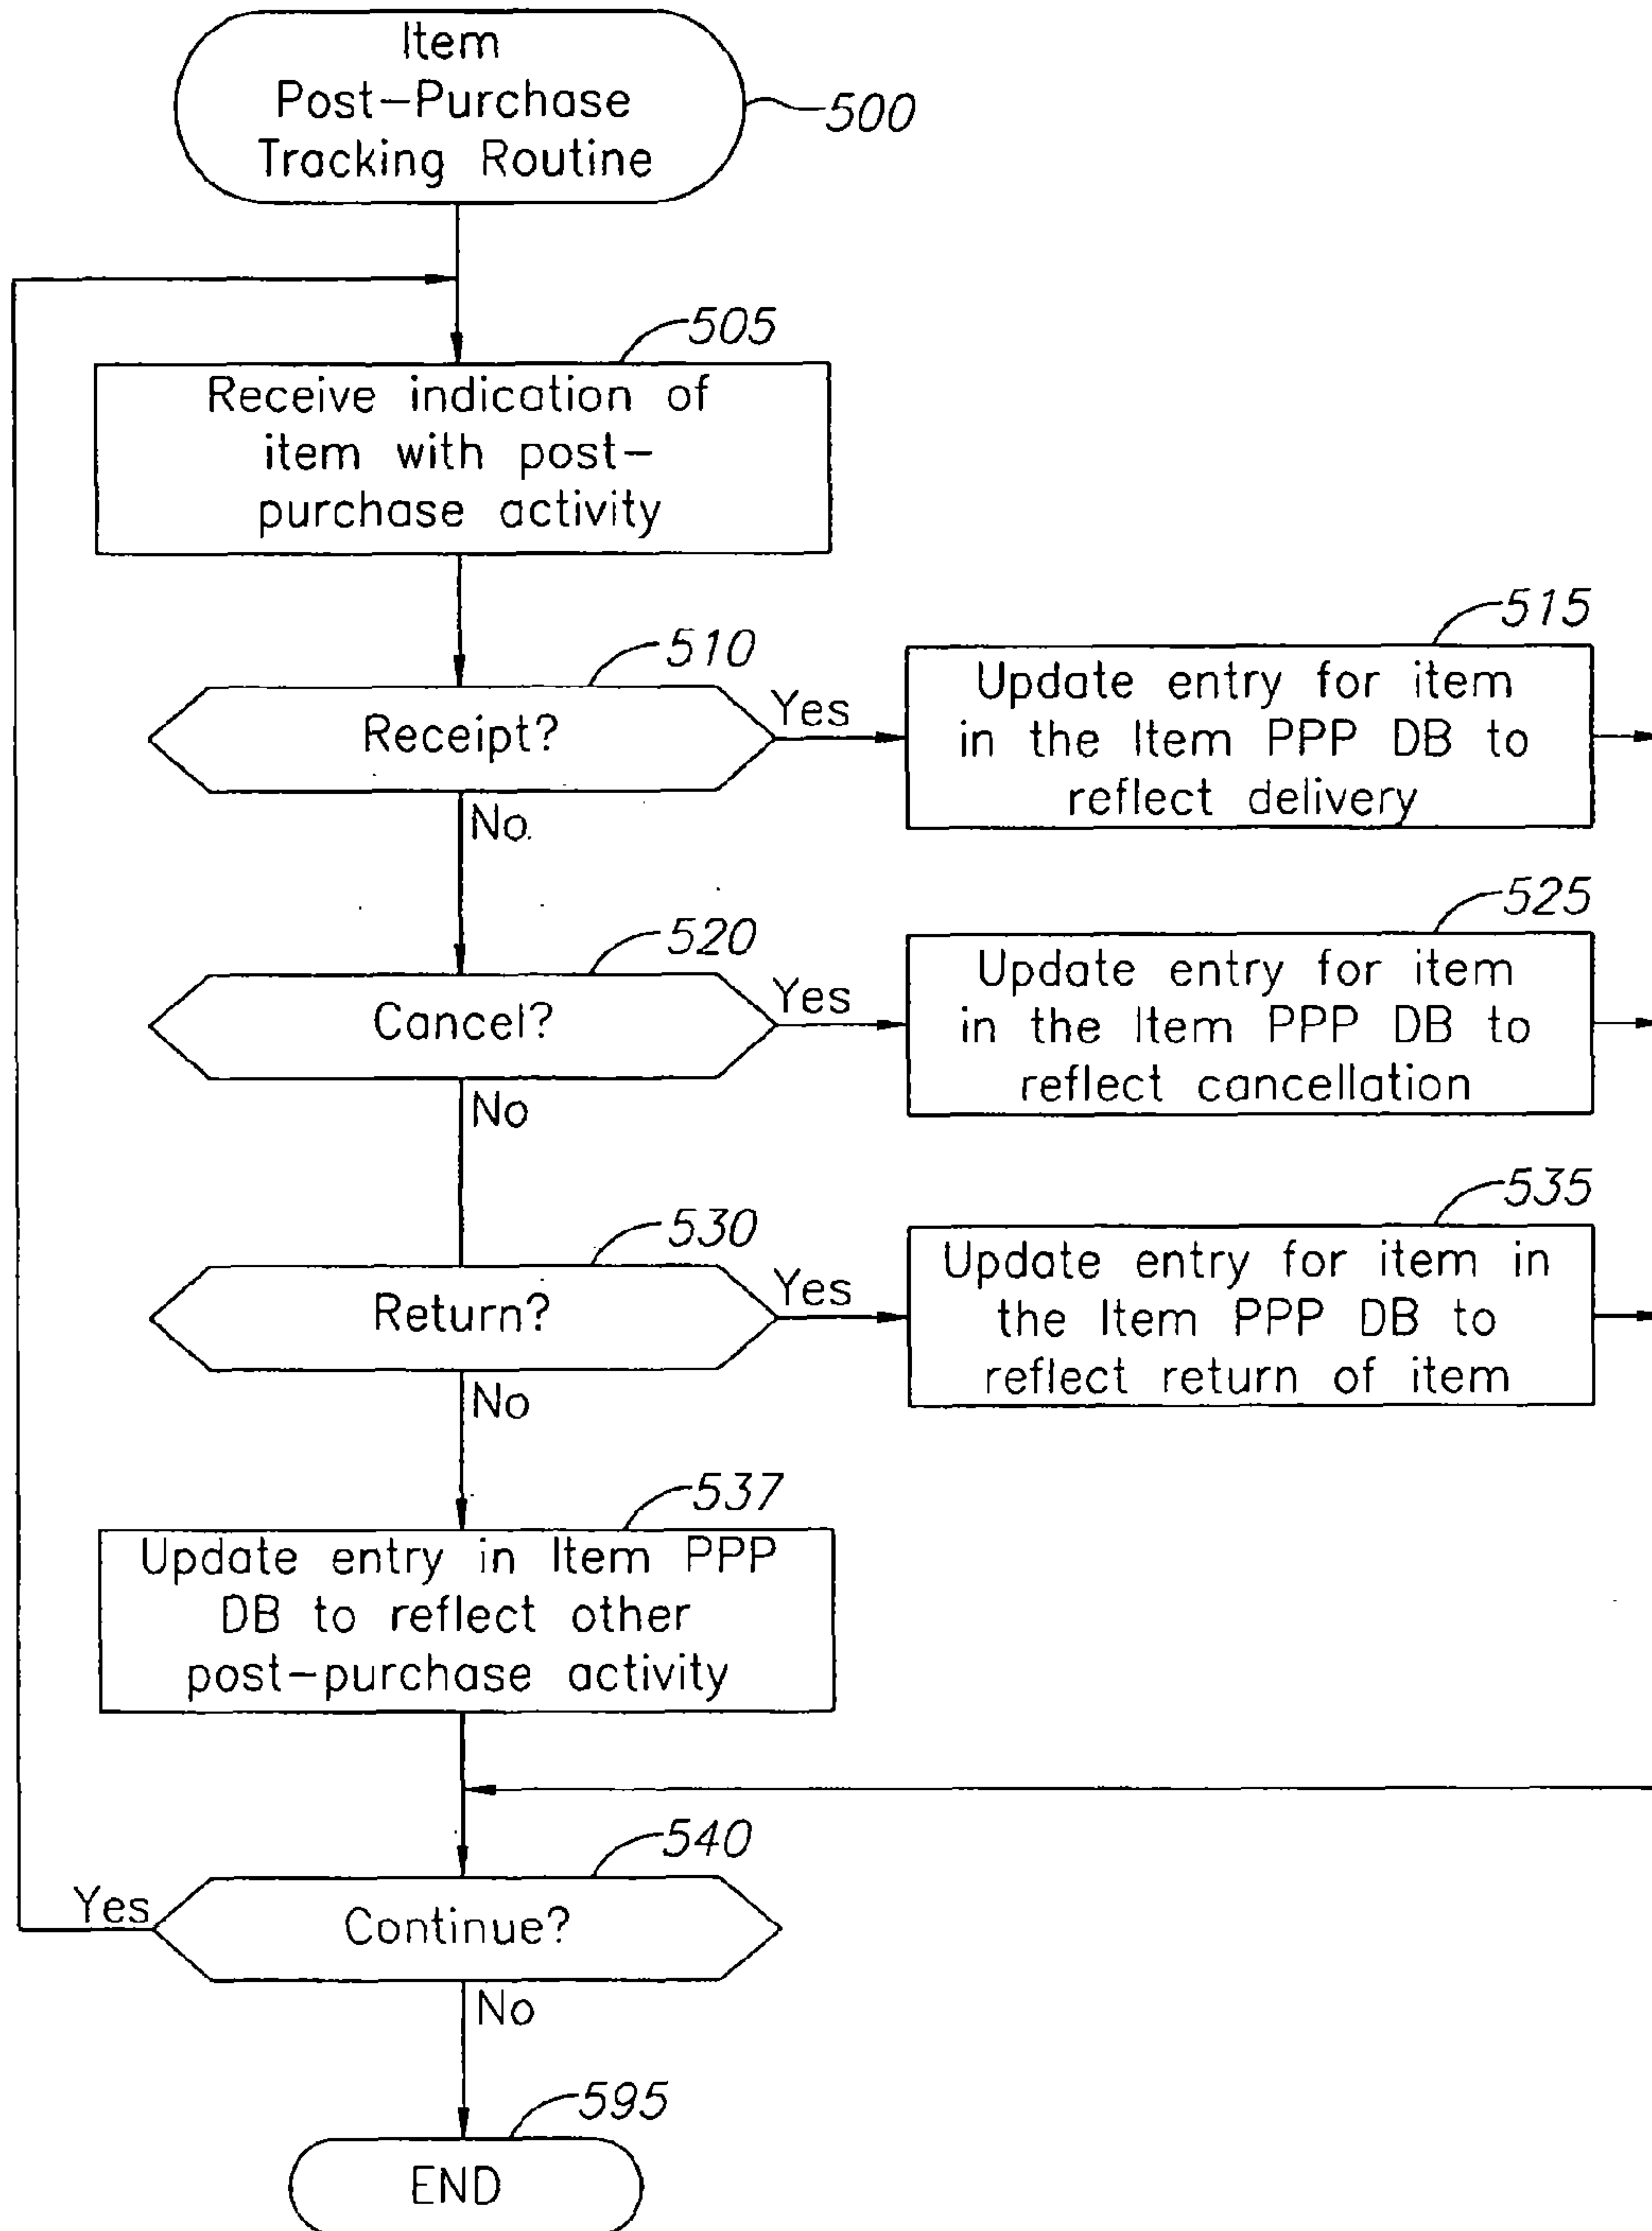 Item
Post-Purchase
Tracking Routine
500
505
Receive indication of
item with post-
purchase activity
510
Receipt?
Yes
No
515
Update entry for item
in the Item PPP DB to
reflect delivery
520
Cancel?
Yes
No
525
Update entry for item
in the Item PPP DB to
reflect cancellation
530
Return?
Yes
No
535
Update entry for item in
the Item PPP DB to
reflect return of item
537
Update entry in Item PPP
DB to reflect other
post-purchase activity
540
Yes
Continue?
No
595
END